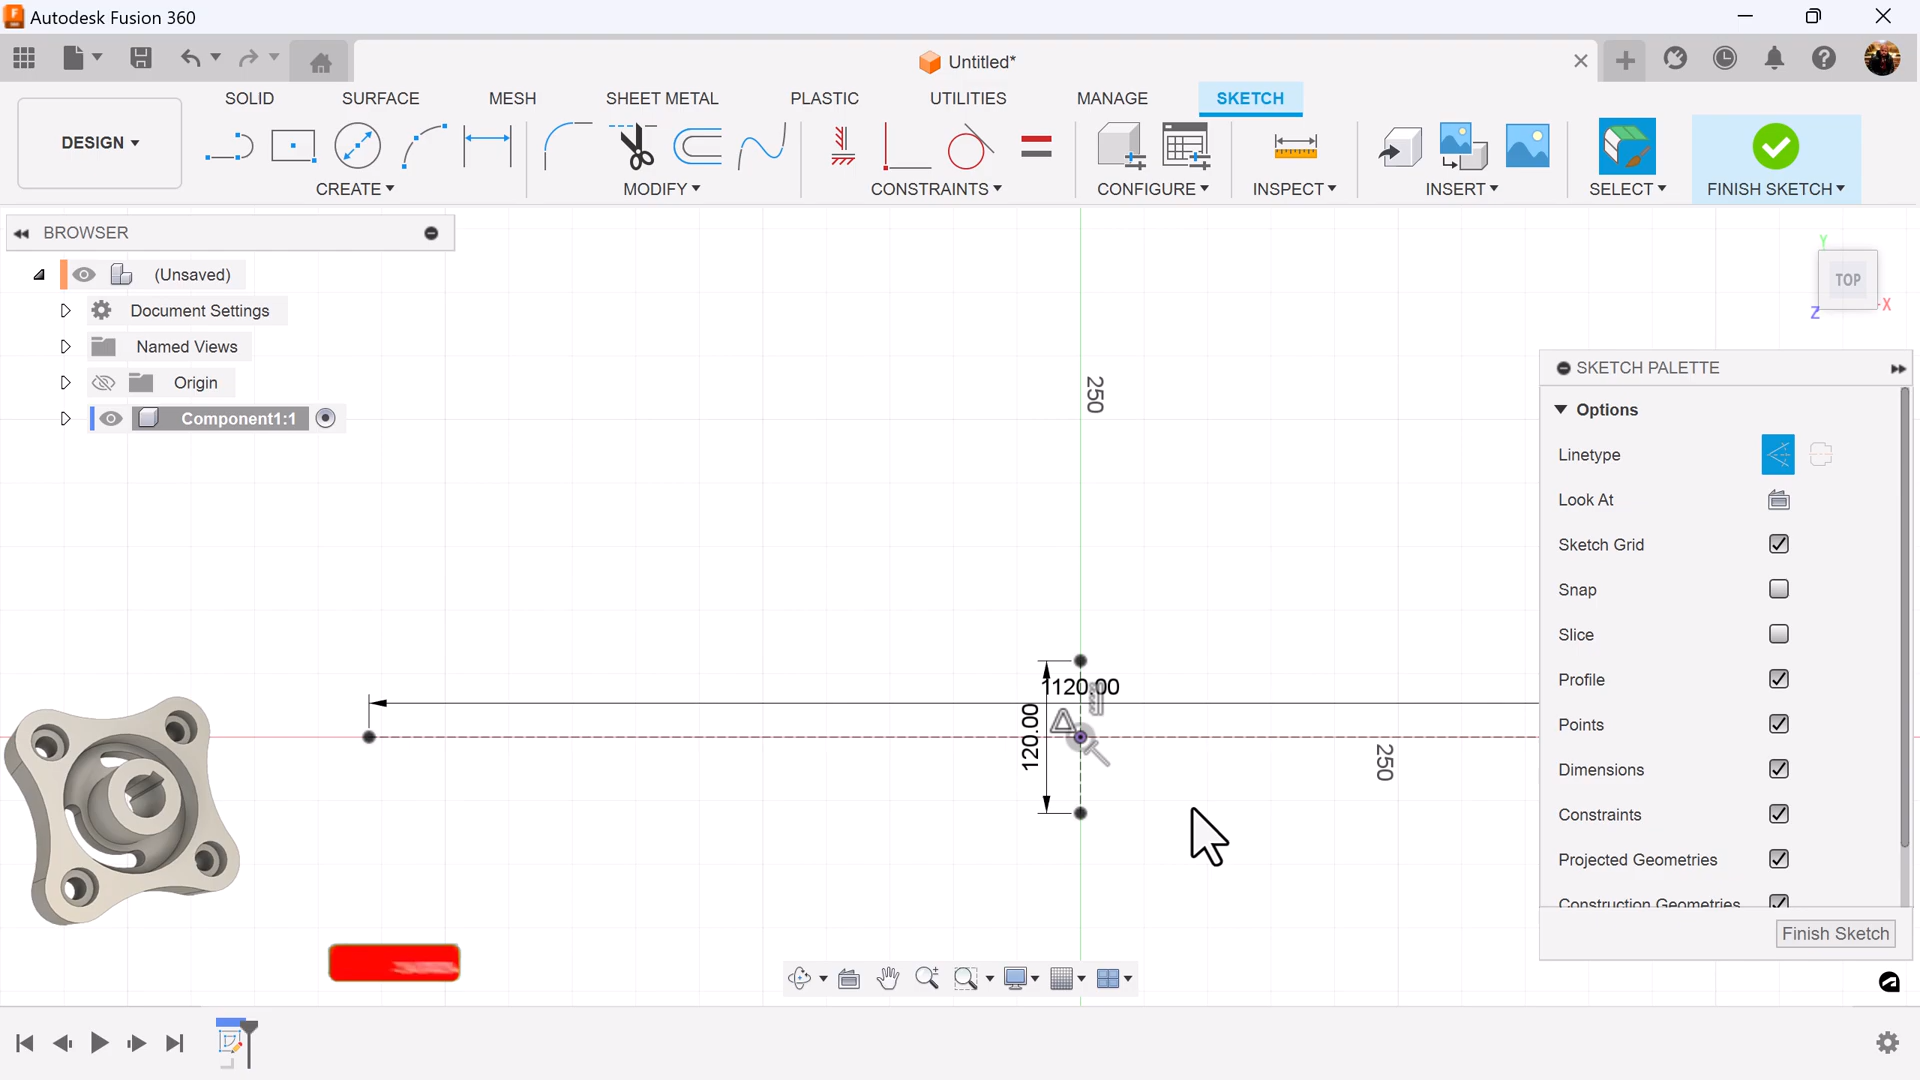 Autodesk Fusion 360
Untitled*
SOLID SURFACE MESH SHEET METAL PLASTIC UTILITIES MANAGE SKETCH
DESIGN
CREATE MODIFY CONSTRAINTS CONFIGURE INSPECT INSERT SELECT FINISH SKETCH
BROWSER
(Unsaved)
Document Settings
Named Views
Origin
Component1:1
Y
TOP
X
Z
250
1120.00
120.00
250
SKETCH PALETTE
Options
Linetype
Look At
Sketch Grid
Snap
Slice
Profile
Points
Dimensions
Constraints
Projected Geometries
Construction Geometries
Finish Sketch